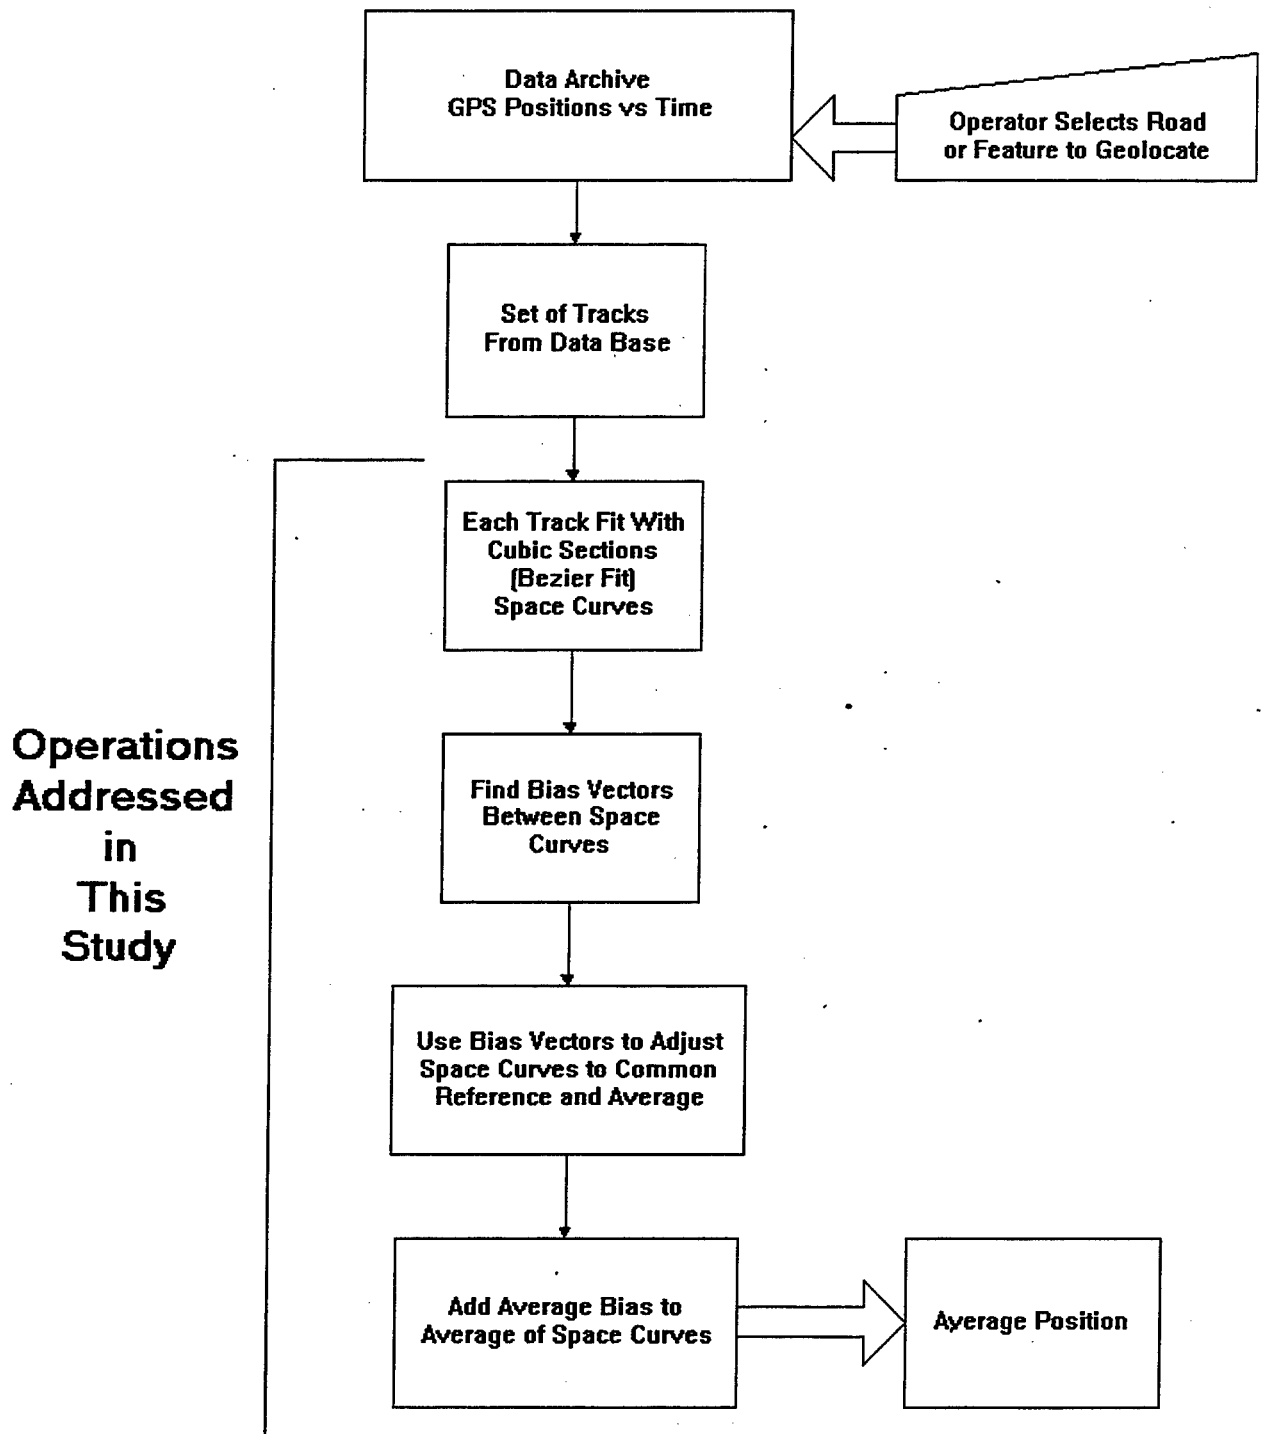 Data Archive
GPS Positions vs Time
Operator Selects Road
or Feature to Geolocate
Set of Tracks
From Data Base
Each Track Fit With
Cubic Sections
(Bezier Fit)
Space Curves
Operations
Addressed
in
This
Study
Find Bias Vectors
Between Space
Curves
Use Bias Vectors to Adjust
Space Curves to Common
Reference and Average
Add Average Bias to
Average of Space Curves
Average Position